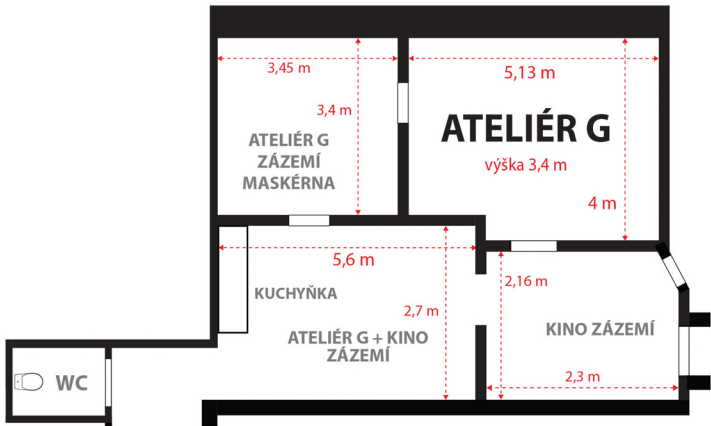 3,45 m
5,13 m
3,4 m
ATELIÉR G
ATELIÉR G
ZÁZEMÍ
MASKÉRNA
výška 3,4 m
4 m
5,6 m
2,16 m
KUCHYŇKA
2,7 m
KINO ZÁZEMÍ
ATELIÉR G + KINO
ZÁZEMÍ
2,3 m
WC